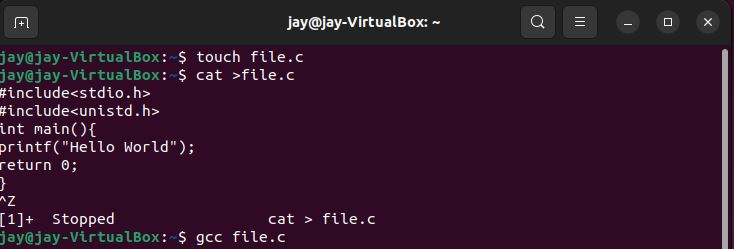 jay@jay-VirtualBox: ~
jay@jay-VirtualBox:~$ touch file.c
jay@jay-VirtualBox:~$ cat >file.c
#include<stdio.h>
#include<unistd.h>
int main(){
printf("Hello World");
return 0;
}
^Z
[1]+  Stopped                 cat > file.c
jay@jay-VirtualBox:~$ gcc file.c